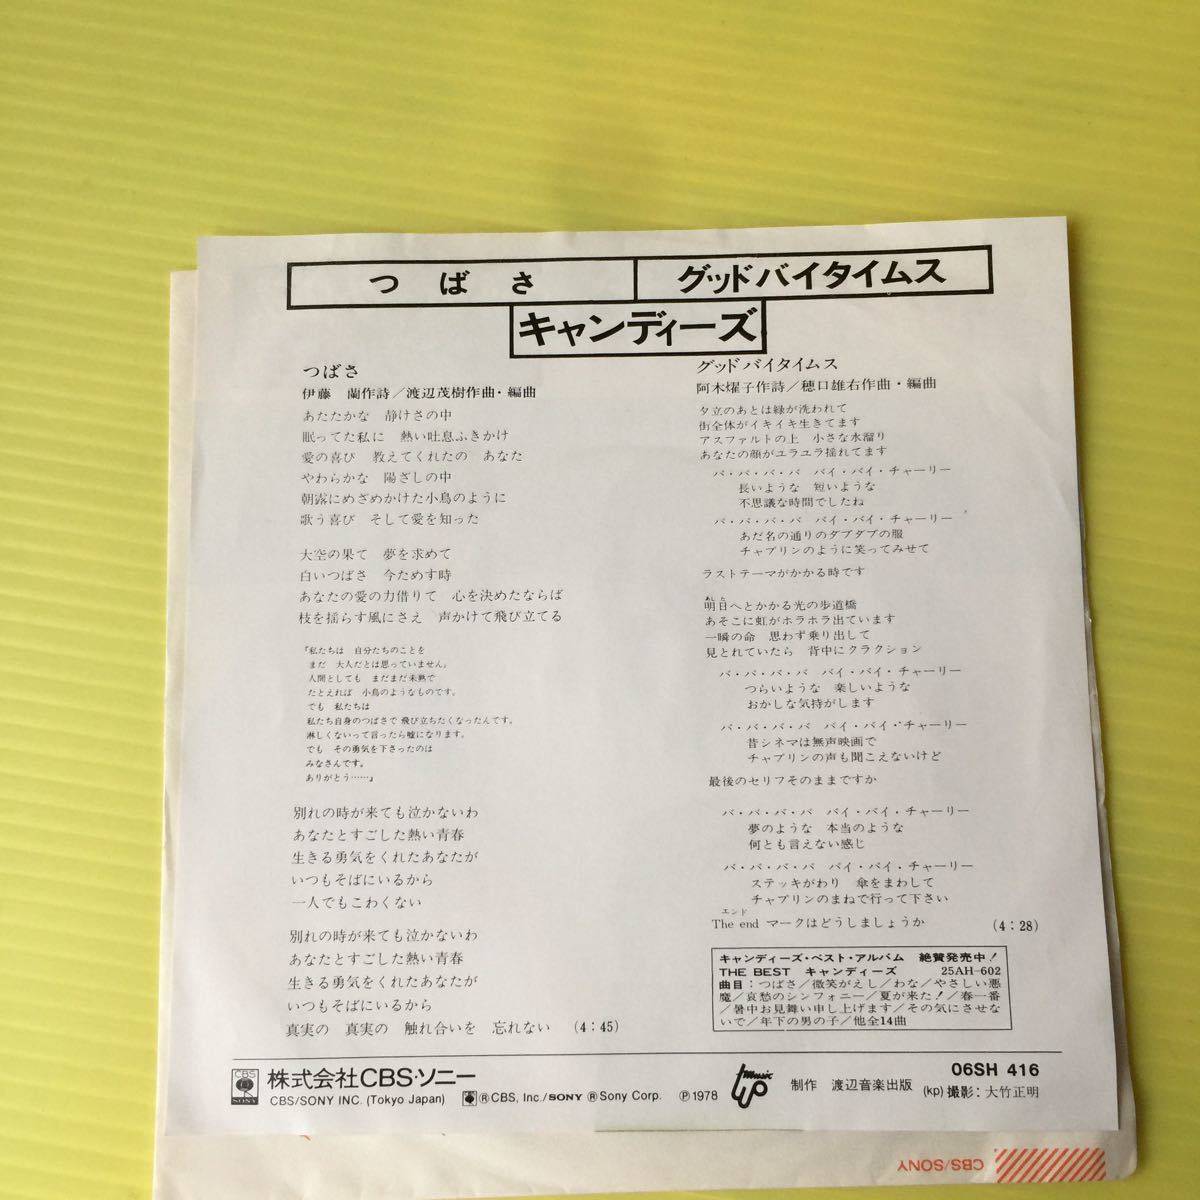 つばさ
グッドバイタイムス
キャンディーズ
つばさ
伊藤　蘭作詩／渡辺茂樹作曲・編曲
あたたかな　静けさの中
眠ってた私に　熱い吐息ふきかけ
愛の喜び　教えてくれたの　あなた
やわらかな　陽ざしの中
朝露にめざめかけた小鳥のように
歌う喜び　そして愛を知った
大空の果て　夢を求めて
白いつばさ　今ためす時
あなたの愛の力借りて　心を決めたならば
枝を揺らす風にさえ　声かけて飛び立てる
『私たちは　自分たちのことを
まだ　大人だとは思っていません。
人間としても　まだまだ未熟で
たとえれば　小鳥のようなものです。
でも　私たちは
私たち自身のつばさで 飛び立ちたくなったんです。
淋しくないって言ったら嘘になります。
でも　その勇気を下さったのは
みなさんです。
ありがとう……』
別れの時が来ても泣かないわ
あなたとすごした熱い青春
生きる勇気をくれたあなたが
いつもそばにいるから
一人でもこわくない
別れの時が来ても泣かないわ
あなたとすごした熱い青春
生きる勇気をくれたあなたが
いつもそばにいるから
真実の　真実の　触れ合いを　忘れない　(4：45)
グッドバイタイムス
阿木燿子作詩／穂口雄右作曲・編曲
夕立のあとは緑が洗われて
街全体がイキイキ生きてます
アスファルトの上　小さな水溜り
あなたの顔がユラユラ揺れてます
バ・バ・バ・バ　バイ・バイ・チャーリー
長いような　短いような
不思議な時間でしたね
バ・バ・バ・バ　バイ・バイ・チャーリー
あだ名の通りのダブダブの服
チャプリンのように笑ってみせて
ラストテーマがかかる時です
あした
明日へとかかる光の歩道橋
あそこに虹がホラホラ出ています
一瞬の命　思わず乗り出して
見とれていたら　背中にクラクション
バ・バ・バ・バ　バイ・バイ・チャーリー
つらいような　楽しいような
おかしな気持がします
バ・バ・バ・バ　バイ・バイ・チャーリー
昔シネマは無声映画で
チャプリンの声も聞こえないけど
最後のセリフそのままですか
バ・バ・バ・バ　バイ・バイ・チャーリー
夢のような　本当のような
何とも言えない感じ
バ・バ・バ・バ　バイ・バイ・チャーリー
ステッキがわり　傘をまわして
チャプリンのまねで行って下さい
エンド
The end マークはどうしましょうか　(4：28)
キャンディーズ・ベスト・アルバム　絶賛発売中！
THE BEST　キャンディーズ　25AH-602
曲目：つばさ／微笑がえし／わな／やさしい悪
魔／哀愁のシンフォニー／夏が来た！／春一番
／暑中お見舞い申し上げます／その気にさせな
いで／年下の男の子／他全14曲
CBS
SONY
株式会社CBS・ソニー
CBS/SONY INC. (Tokyo Japan)　Ⓡ CBS, Inc./SONY Ⓡ Sony Corp.　Ⓟ 1978
music
制作　渡辺音楽出版
06SH 416
(kp) 撮影：大竹正明
CBS/SONY